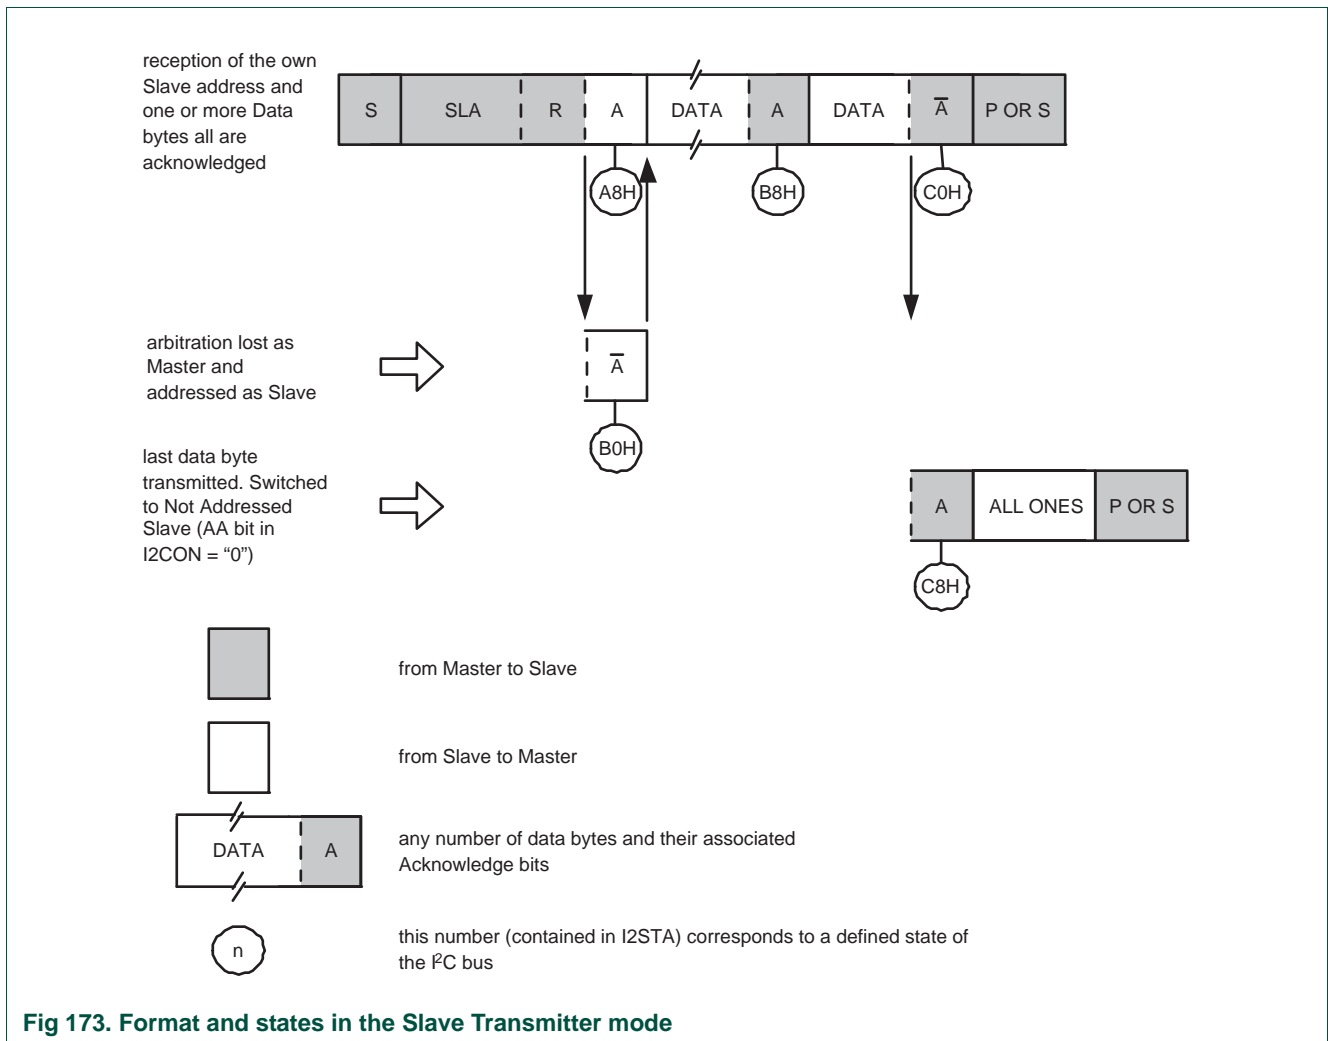 reception of the own
Slave address and
one or more Data
bytes all are
acknowledged
S SLA R A DATA A DATA A̅ P OR S
A8H B8H C0H
arbitration lost as
Master and
addressed as Slave
A̅
B0H
last data byte
transmitted. Switched
to Not Addressed
Slave (AA bit in
I2CON = “0”)
A ALL ONES P OR S
C8H
from Master to Slave
from Slave to Master
DATA A
any number of data bytes and their associated
Acknowledge bits
n
this number (contained in I2STA) corresponds to a defined state of
the I²C bus
Fig 173. Format and states in the Slave Transmitter mode